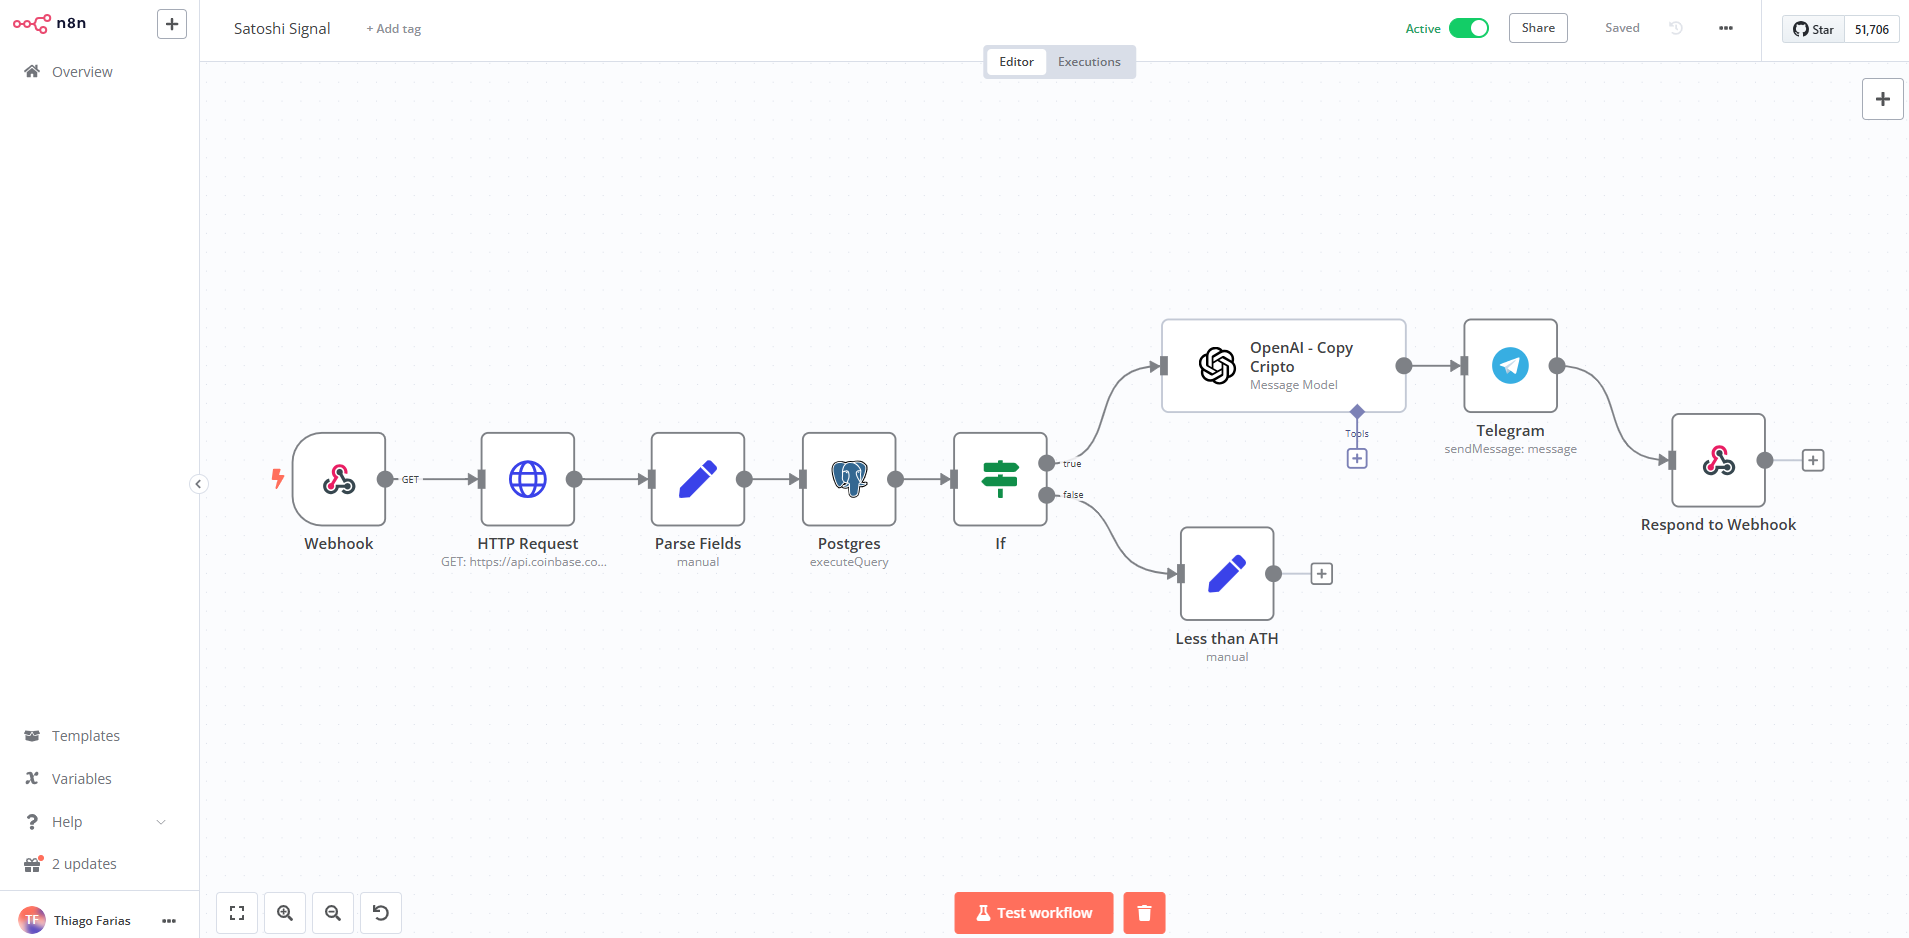 n8n
Satoshi Signal
+ Add tag
Active
Share
Saved
Star
51,706
Editor
Executions
Overview
OpenAI - Copy
Cripto
Message Model
Tools
Telegram
sendMessage: message
GET
true
false
Webhook
HTTP Request
GET: https://api.coinbase.co...
Parse Fields
manual
Postgres
executeQuery
If
Respond to Webhook
Less than ATH
manual
Templates
Variables
Help
2 updates
TF
Thiago Farias
Test workflow